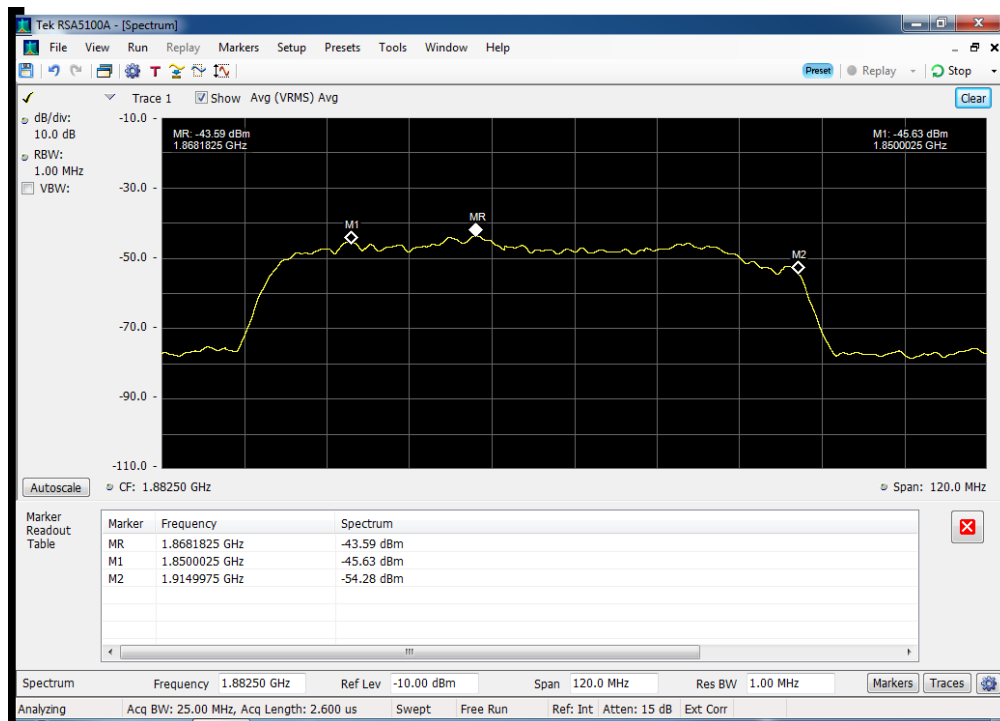 Tek RSA5100A - [Spectrum]
File View Run Replay Markers Setup Presets Tools Window Help
Preset Replay Stop
Trace 1 Show Avg (VRMS) Avg Clear
dB/div:
10.0 dB
RBW:
1.00 MHz
VBW:
-10.0
-30.0
-50.0
-70.0
-90.0
-110.0
MR: -43.59 dBm
1.8681825 GHz
M1: -45.63 dBm
1.8500025 GHz
M1
MR
M2
Autoscale CF: 1.88250 GHz Span: 120.0 MHz
Marker
Readout
Table
Marker Frequency Spectrum
MR 1.8681825 GHz -43.59 dBm
M1 1.8500025 GHz -45.63 dBm
M2 1.9149975 GHz -54.28 dBm
Spectrum Frequency 1.88250 GHz Ref Lev -10.00 dBm Span 120.0 MHz Res BW 1.00 MHz Markers Traces
Analyzing Acq BW: 25.00 MHz, Acq Length: 2.600 us Swept Free Run Ref: Int Atten: 15 dB Ext Corr